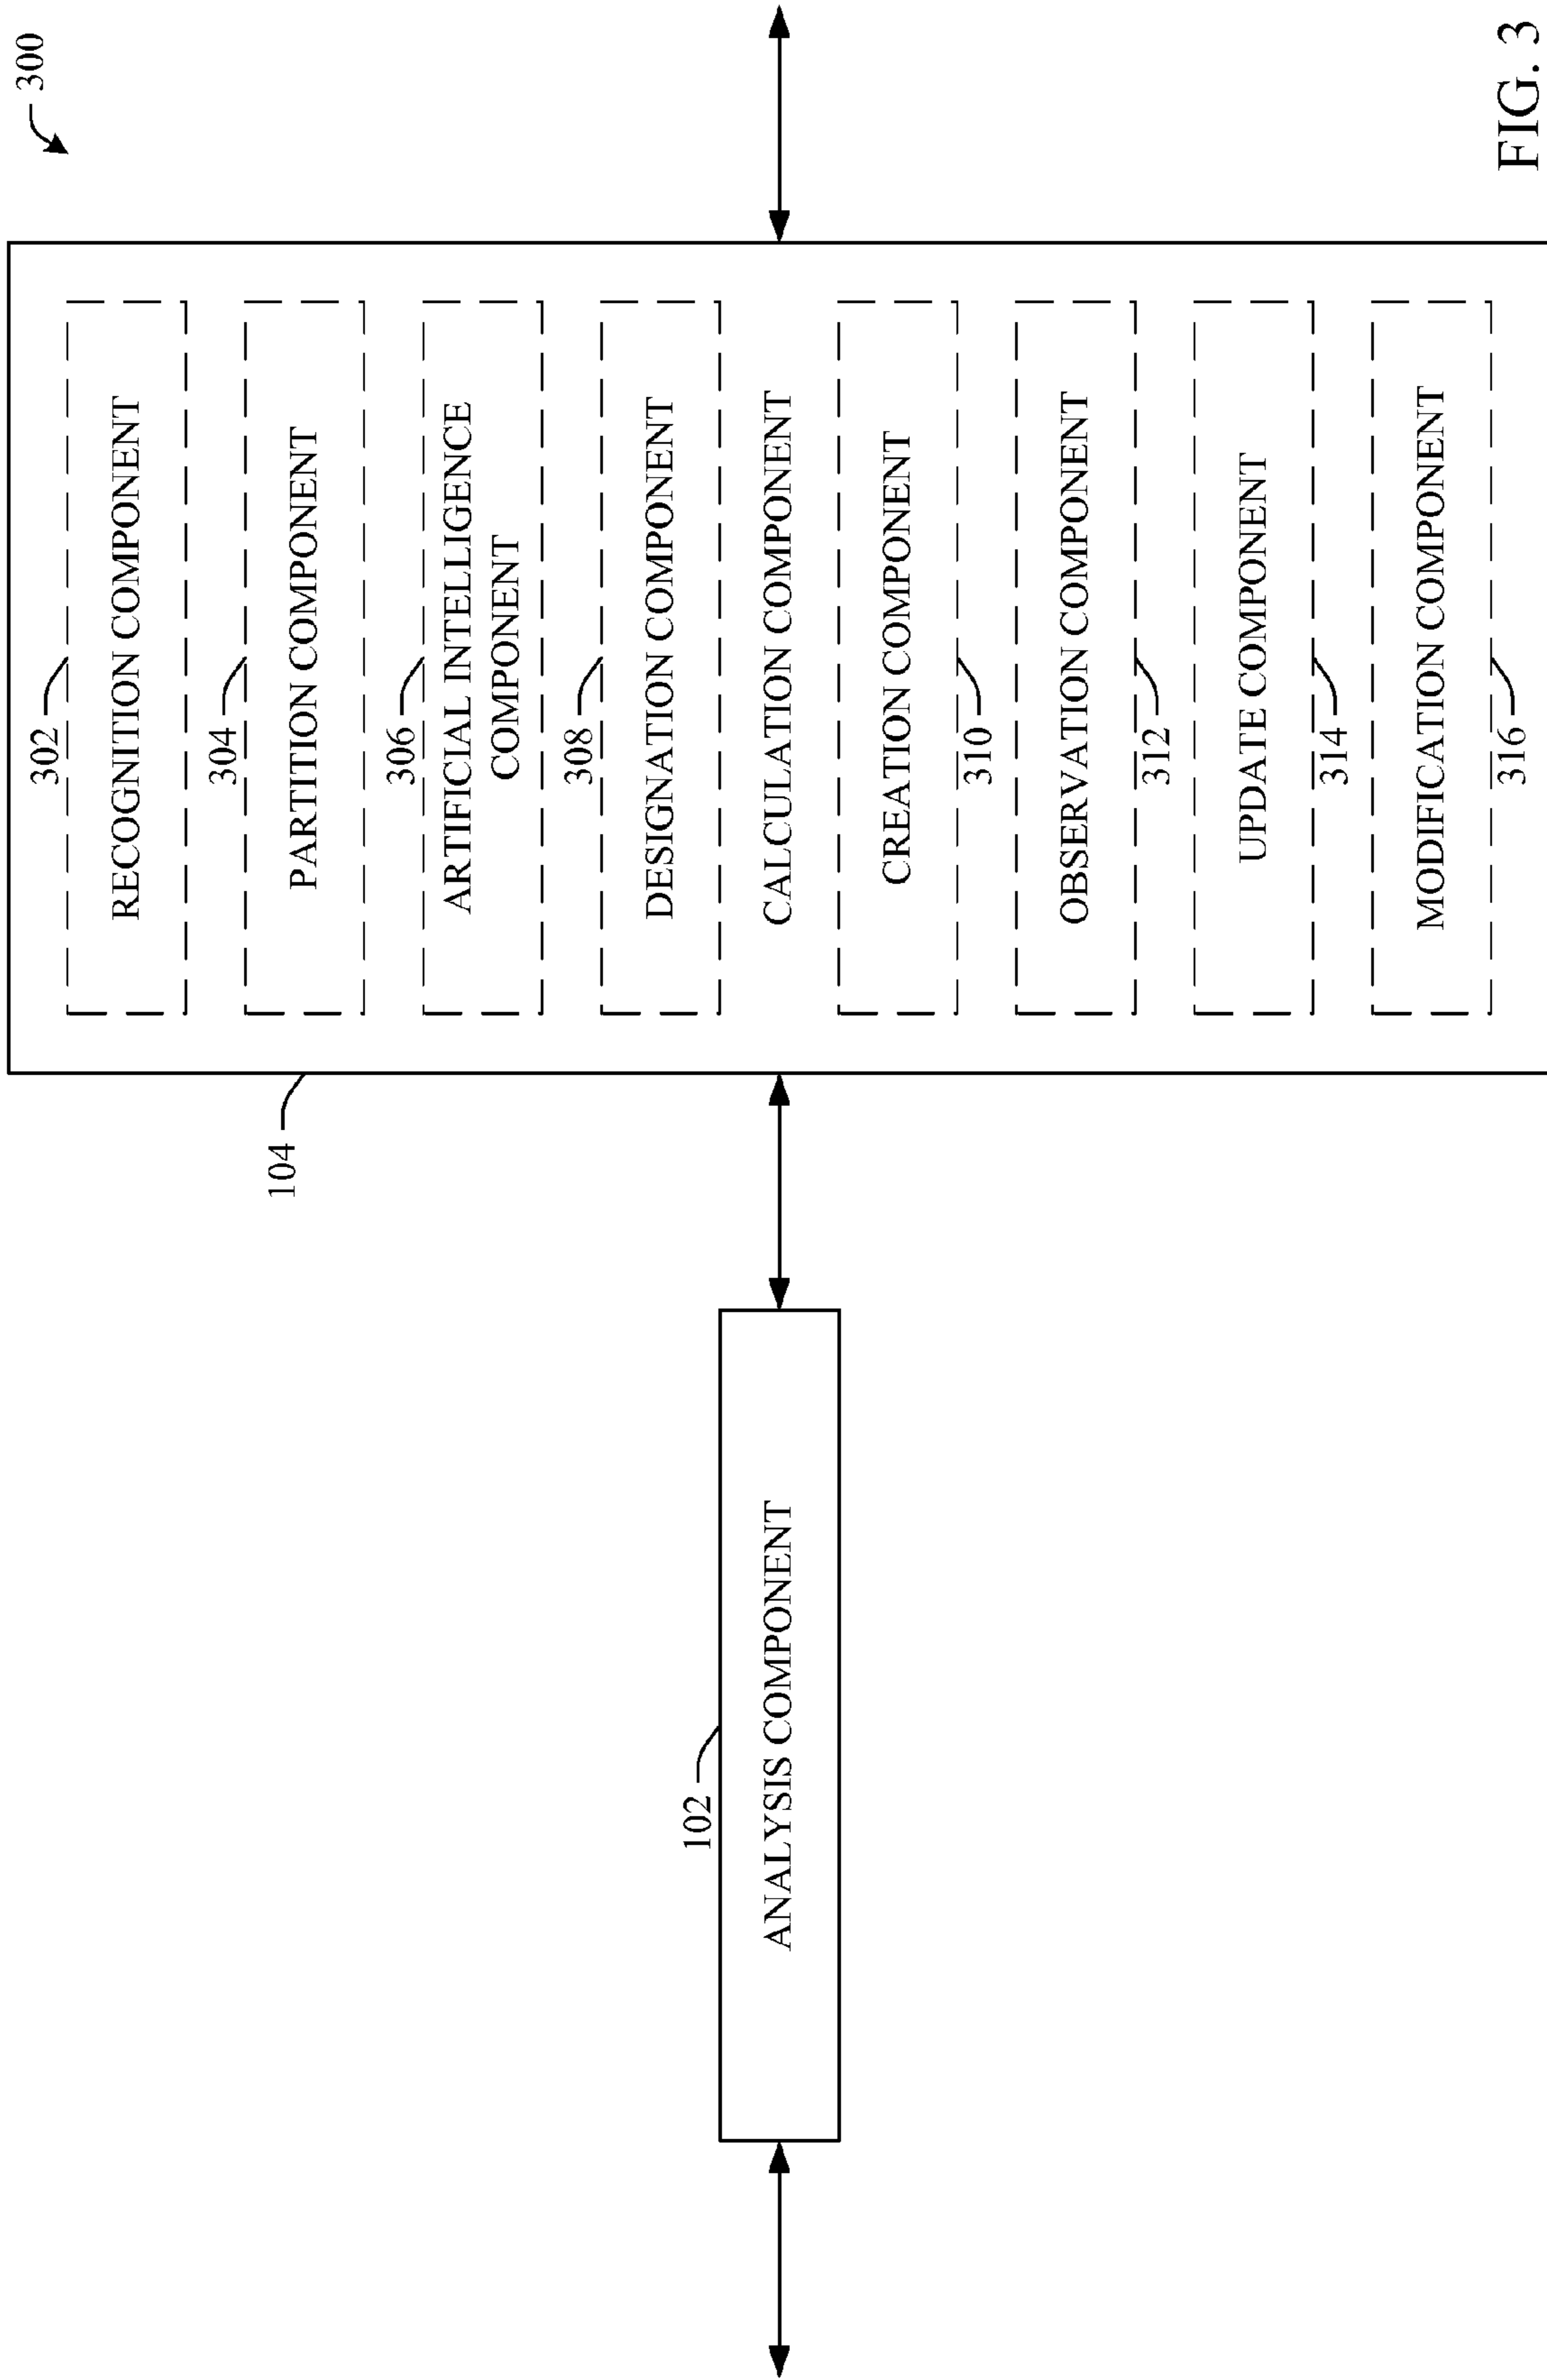 300
102
ANALYSIS COMPONENT
104
302
RECOGNITION COMPONENT
304
PARTITION COMPONENT
306
ARTIFICIAL INTELLIGENCE
COMPONENT
308
DESIGNATION COMPONENT
CALCULATION COMPONENT
CREATION COMPONENT
310
OBSERVATION COMPONENT
312
UPDATE COMPONENT
314
MODIFICATION COMPONENT
316
FIG. 3